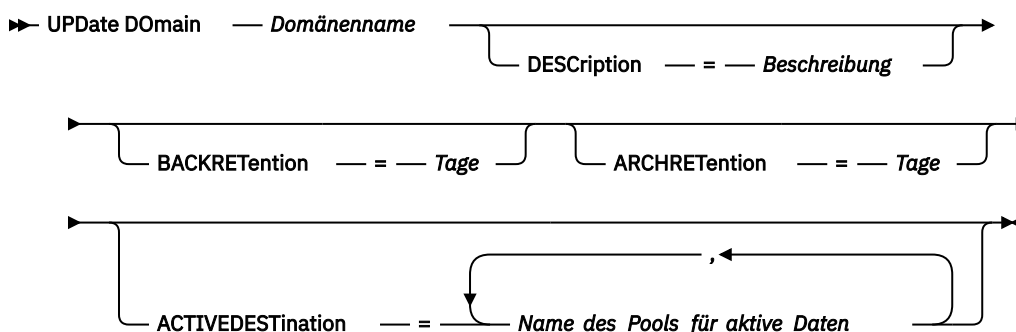 UPDate DOmain Domänenname
DESCription = Beschreibung
BACKRETention = Tage ARCHRETention = Tage
,
ACTIVEDESTination = Name des Pools für aktive Daten